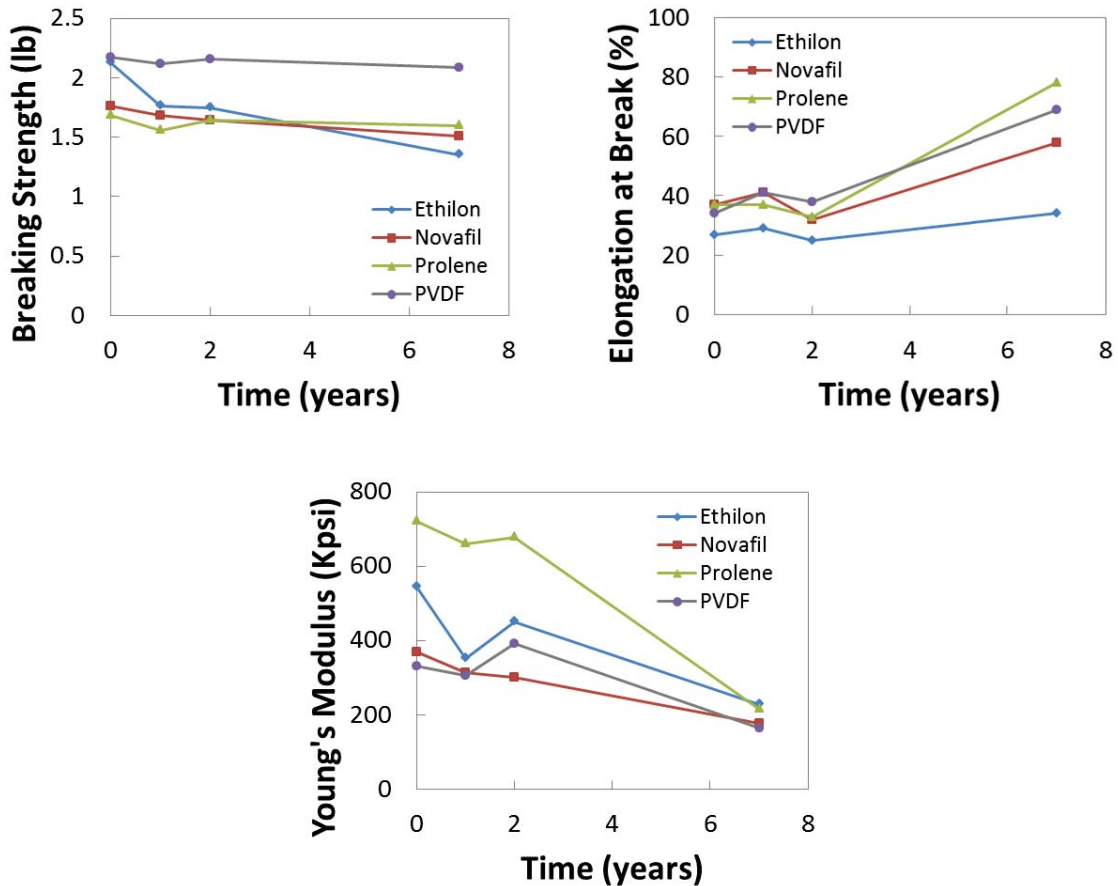 Breaking Strength (lb)
2.5
2
1.5
1
0.5
0
Ethilon
Novafil
Prolene
PVDF
0 2 4 6 8
Time (years)
Elongation at Break (%)
100
80
60
40
20
0
Ethilon
Novafil
Prolene
PVDF
0 2 4 6 8
Time (years)
Young's Modulus (Kpsi)
800
600
400
200
0
Ethilon
Novafil
Prolene
PVDF
0 2 4 6 8
Time (years)